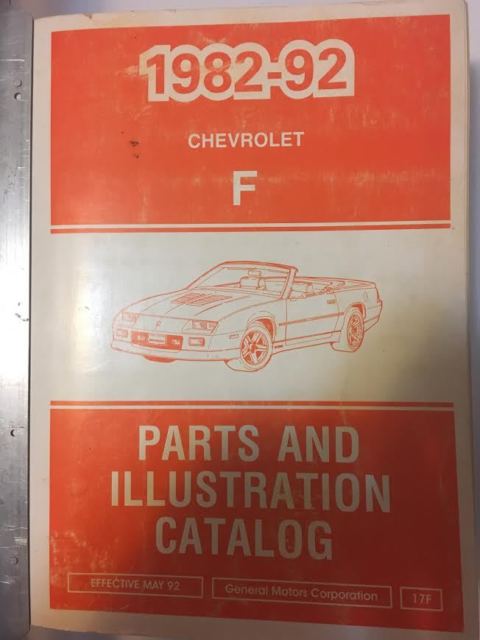 1982-92
CHEVROLET
F
PARTS AND
ILLUSTRATION
CATALOG
EFFECTIVE MAY 92
General Motors Corporation
17F